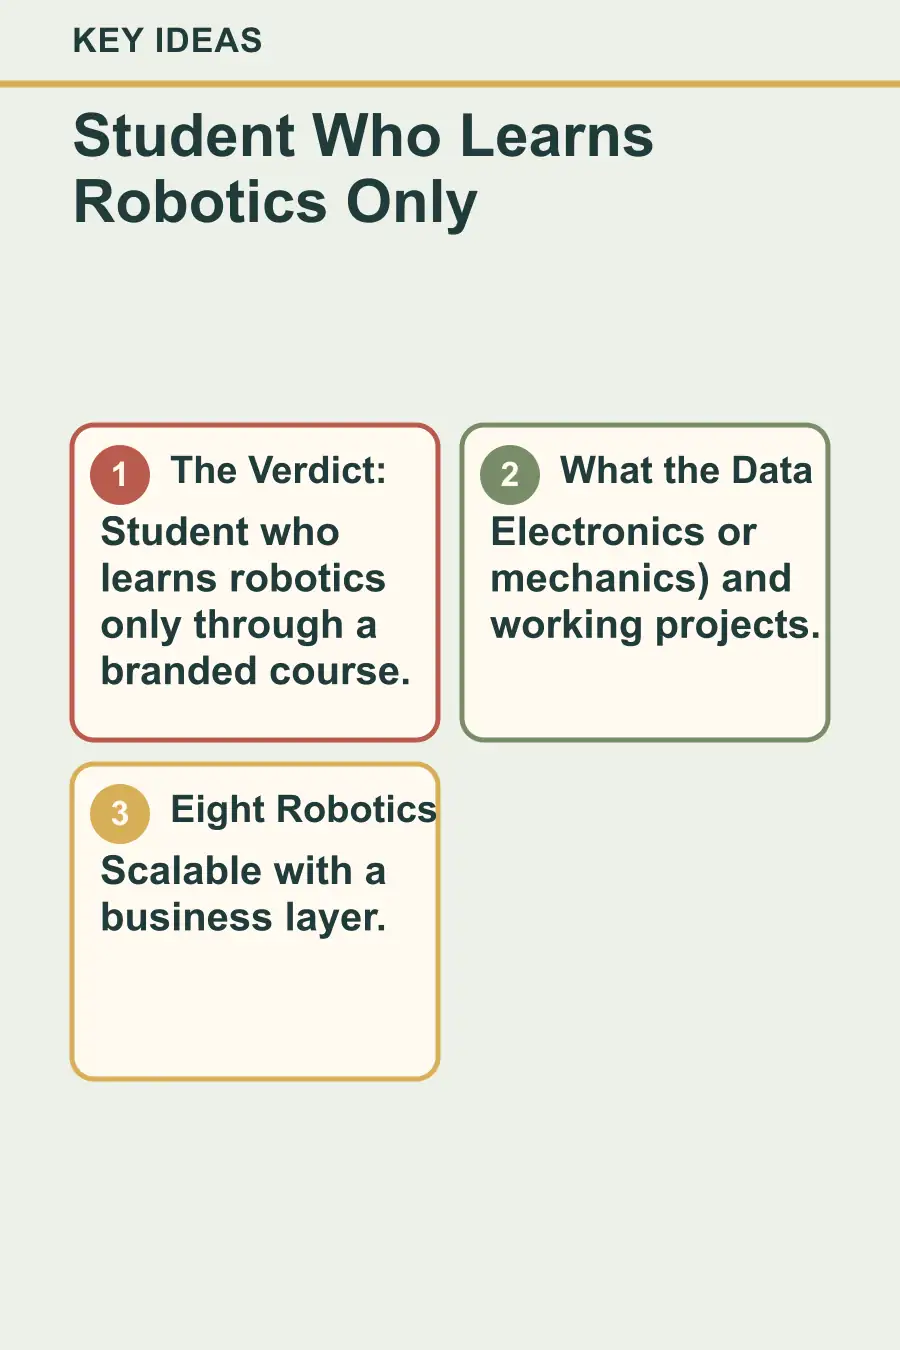 KEY IDEAS
Student Who Learns
Robotics Only
1 The Verdict:
Student who
learns robotics
only through a
branded course.
2 What the Data
Electronics or
mechanics) and
working projects.
3 Eight Robotics
Scalable with a
business layer.